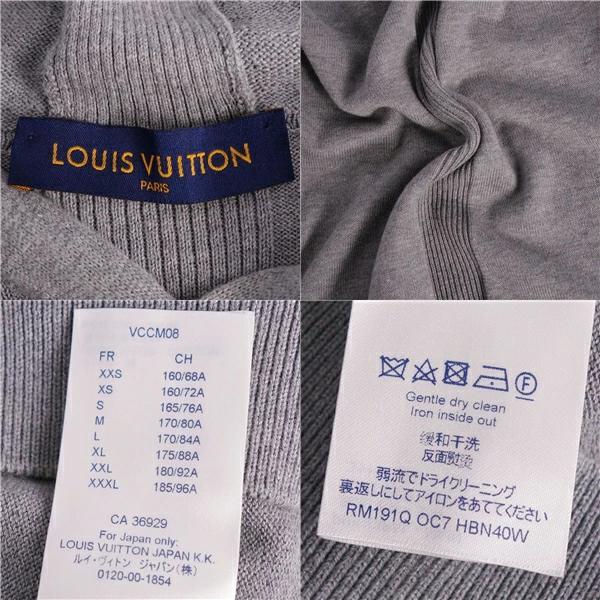 LOUIS VUITTON
PARIS
VCCM08
FR CH
XXS 160/68A
XS 160/72A
S 165/76A
M 170/80A
L 170/84A
XL 175/88A
XXL 180/92A
XXXL 185/96A
CA 36929
For Japan only:
LOUIS VUITTON JAPAN K.K.
ルイ・ヴィトン ジャパン(株)
0120-00-1854
F
Gentle dry clean
Iron inside out
缓和干洗
反面熨烫
弱流でドライクリーニング
裏返しにしてアイロンをあててください
RM191Q OC7 HBN40W